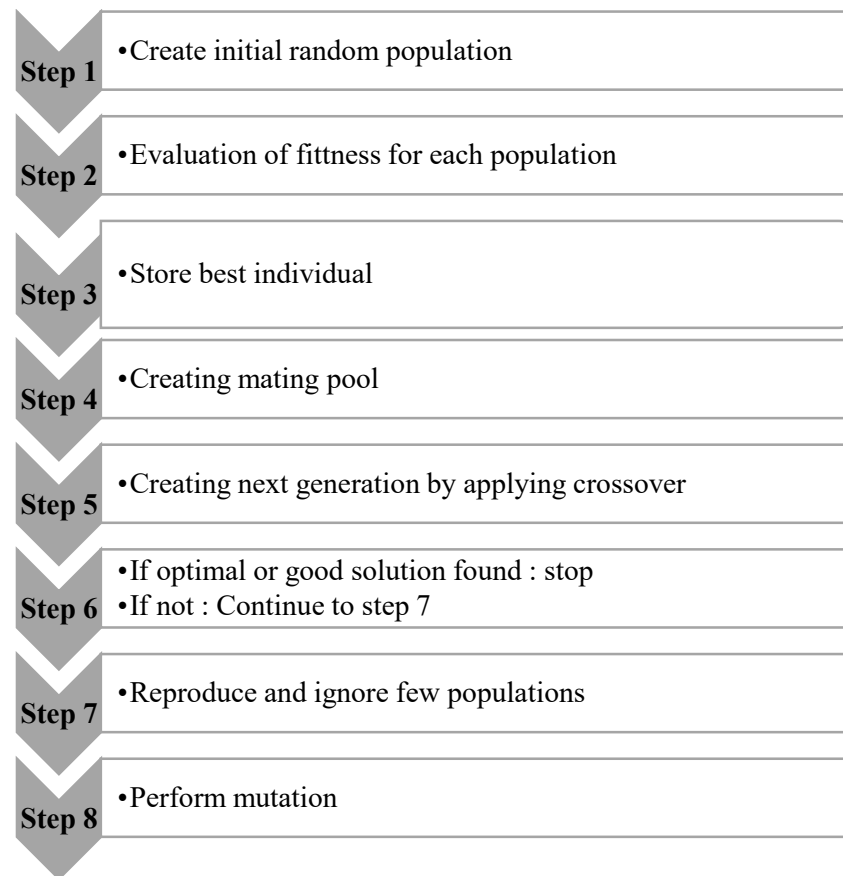 Step 1
•Create initial random population
Step 2
•Evaluation of fittness for each population
Step 3
•Store best individual
Step 4
•Creating mating pool
Step 5
•Creating next generation by applying crossover
Step 6
•If optimal or good solution found : stop
•If not : Continue to step 7
Step 7
•Reproduce and ignore few populations
Step 8
•Perform mutation